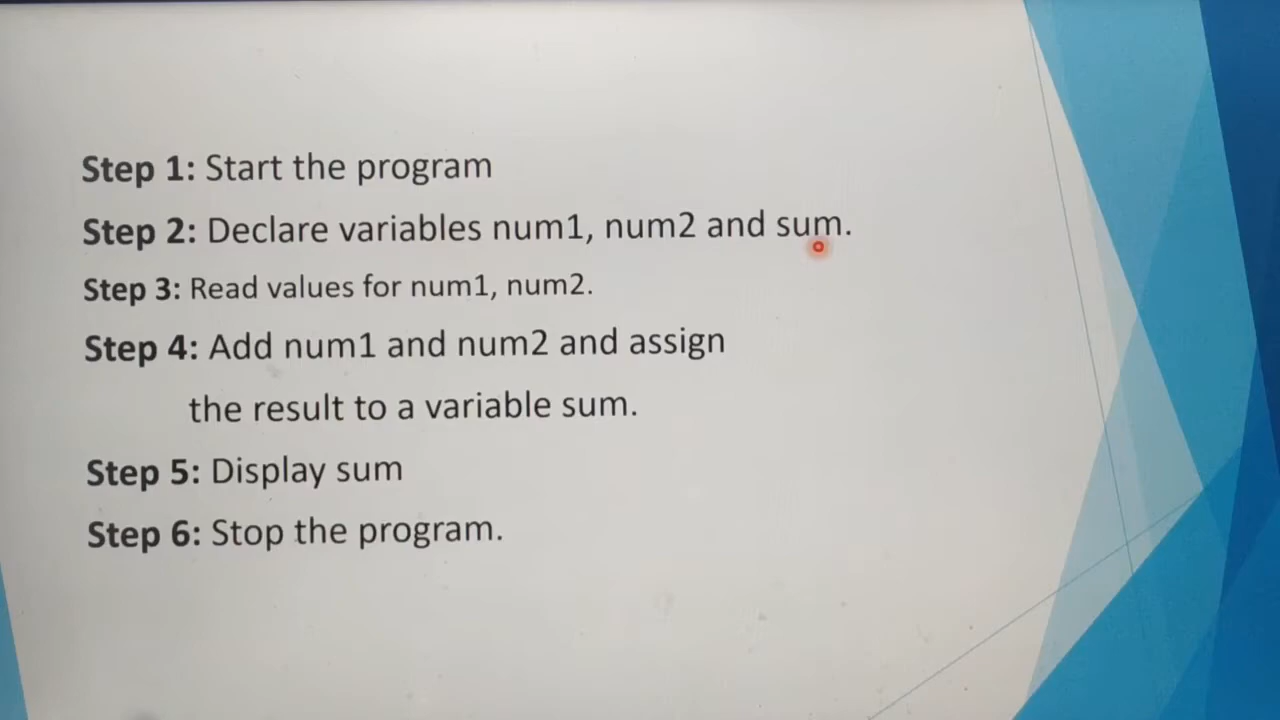 Step 1: Start the program
Step 2: Declare variables num1, num2 and sum.
Step 3: Read values for num1, num2.
Step 4: Add num1 and num2 and assign
the result to a variable sum.
Step 5: Display sum
Step 6: Stop the program.